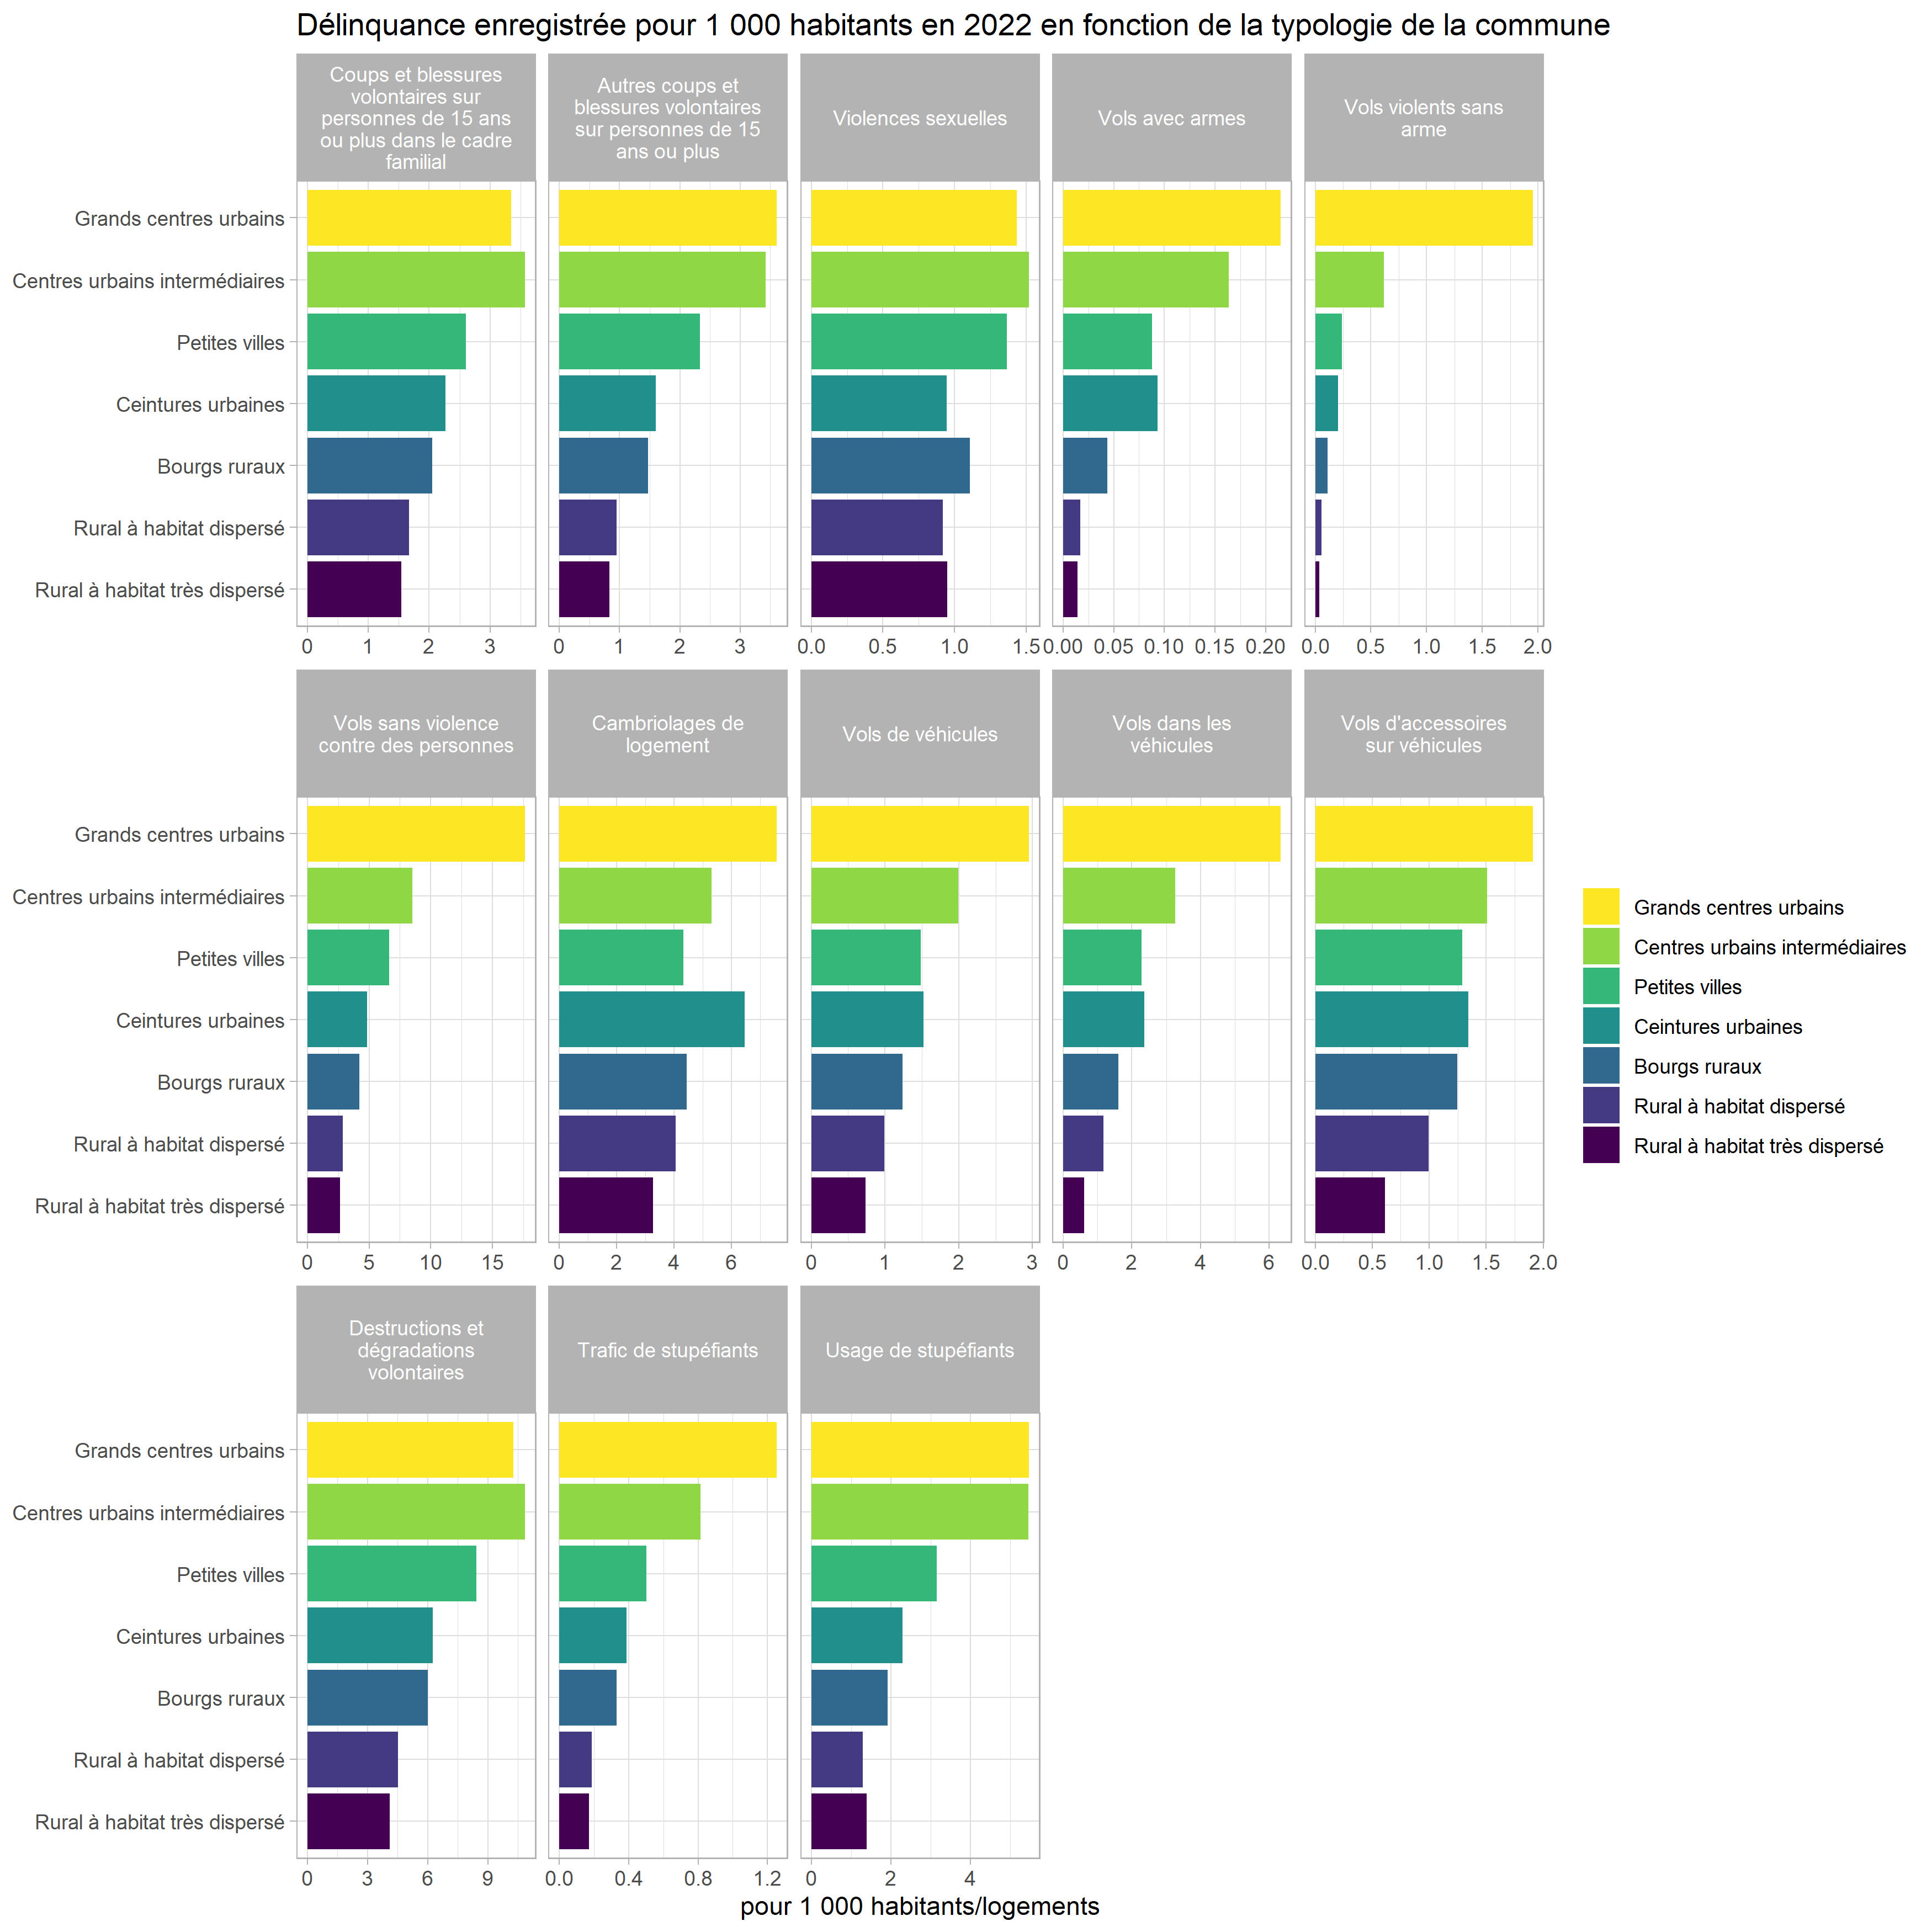 Délinquance enregistrée pour 1 000 habitants en 2022 en fonction de la typologie de la commune
Coups et blessures
volontaires sur
personnes de 15 ans
ou plus dans le cadre
familial
Autres coups et
blessures volontaires
sur personnes de 15
ans ou plus
Violences sexuelles
Vols avec armes
Vols violents sans
arme
Grands centres urbains
Centres urbains intermédiaires
Petites villes
Ceintures urbaines
Bourgs ruraux
Rural à habitat dispersé
Rural à habitat très dispersé
0 1 2 3
0 1 2 3
0.0 0.5 1.0 1.5
0.00 0.05 0.10 0.15 0.20
0.0 0.5 1.0 1.5 2.0
Vols sans violence
contre des personnes
Cambriolages de
logement
Vols de véhicules
Vols dans les
véhicules
Vols d'accessoires
sur véhicules
Grands centres urbains
Centres urbains intermédiaires
Petites villes
Ceintures urbaines
Bourgs ruraux
Rural à habitat dispersé
Rural à habitat très dispersé
0 5 10 15
0 2 4 6
0 1 2 3
0 2 4 6
0.0 0.5 1.0 1.5 2.0
Grands centres urbains
Centres urbains intermédiaires
Petites villes
Ceintures urbaines
Bourgs ruraux
Rural à habitat dispersé
Rural à habitat très dispersé
Destructions et
dégradations
volontaires
Trafic de stupéfiants
Usage de stupéfiants
Grands centres urbains
Centres urbains intermédiaires
Petites villes
Ceintures urbaines
Bourgs ruraux
Rural à habitat dispersé
Rural à habitat très dispersé
0 3 6 9
0.0 0.4 0.8 1.2
0 2 4
pour 1 000 habitants/logements